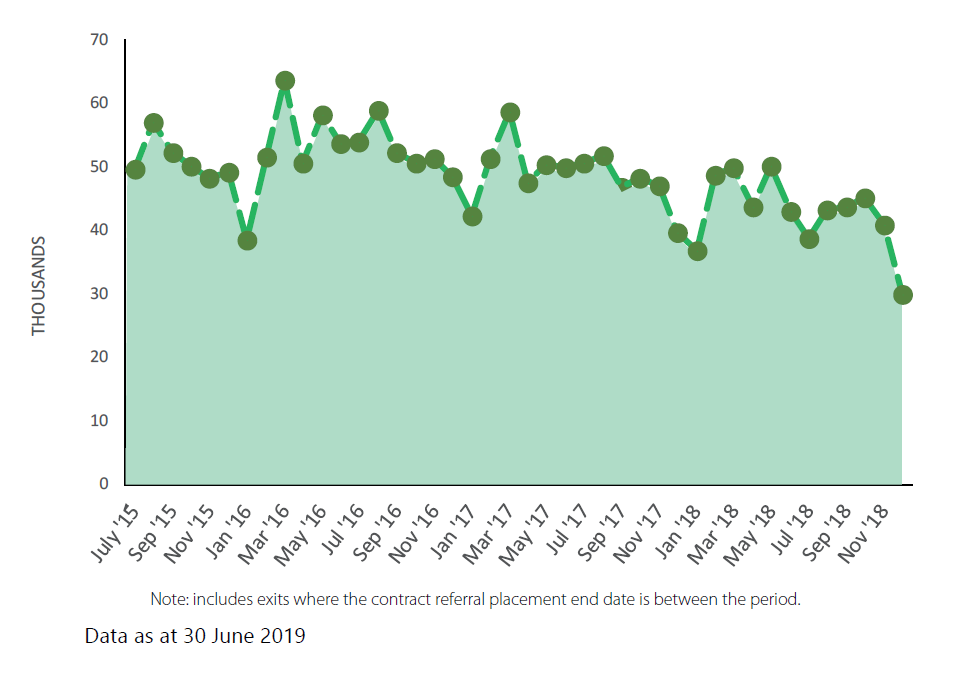 70
60
50
40
30
20
10
0
THOUSANDS
July '15
Sep '15
Nov '15
Jan '16
Mar '16
May '16
Jul '16
Sep '16
Nov '16
Jan '17
Mar '17
May '17
Jul '17
Sep '17
Nov '17
Jan '18
Mar '18
May '18
Jul '18
Sep '18
Nov '18
Note: includes exits where the contract referral placement end date is between the period.
Data as at 30 June 2019